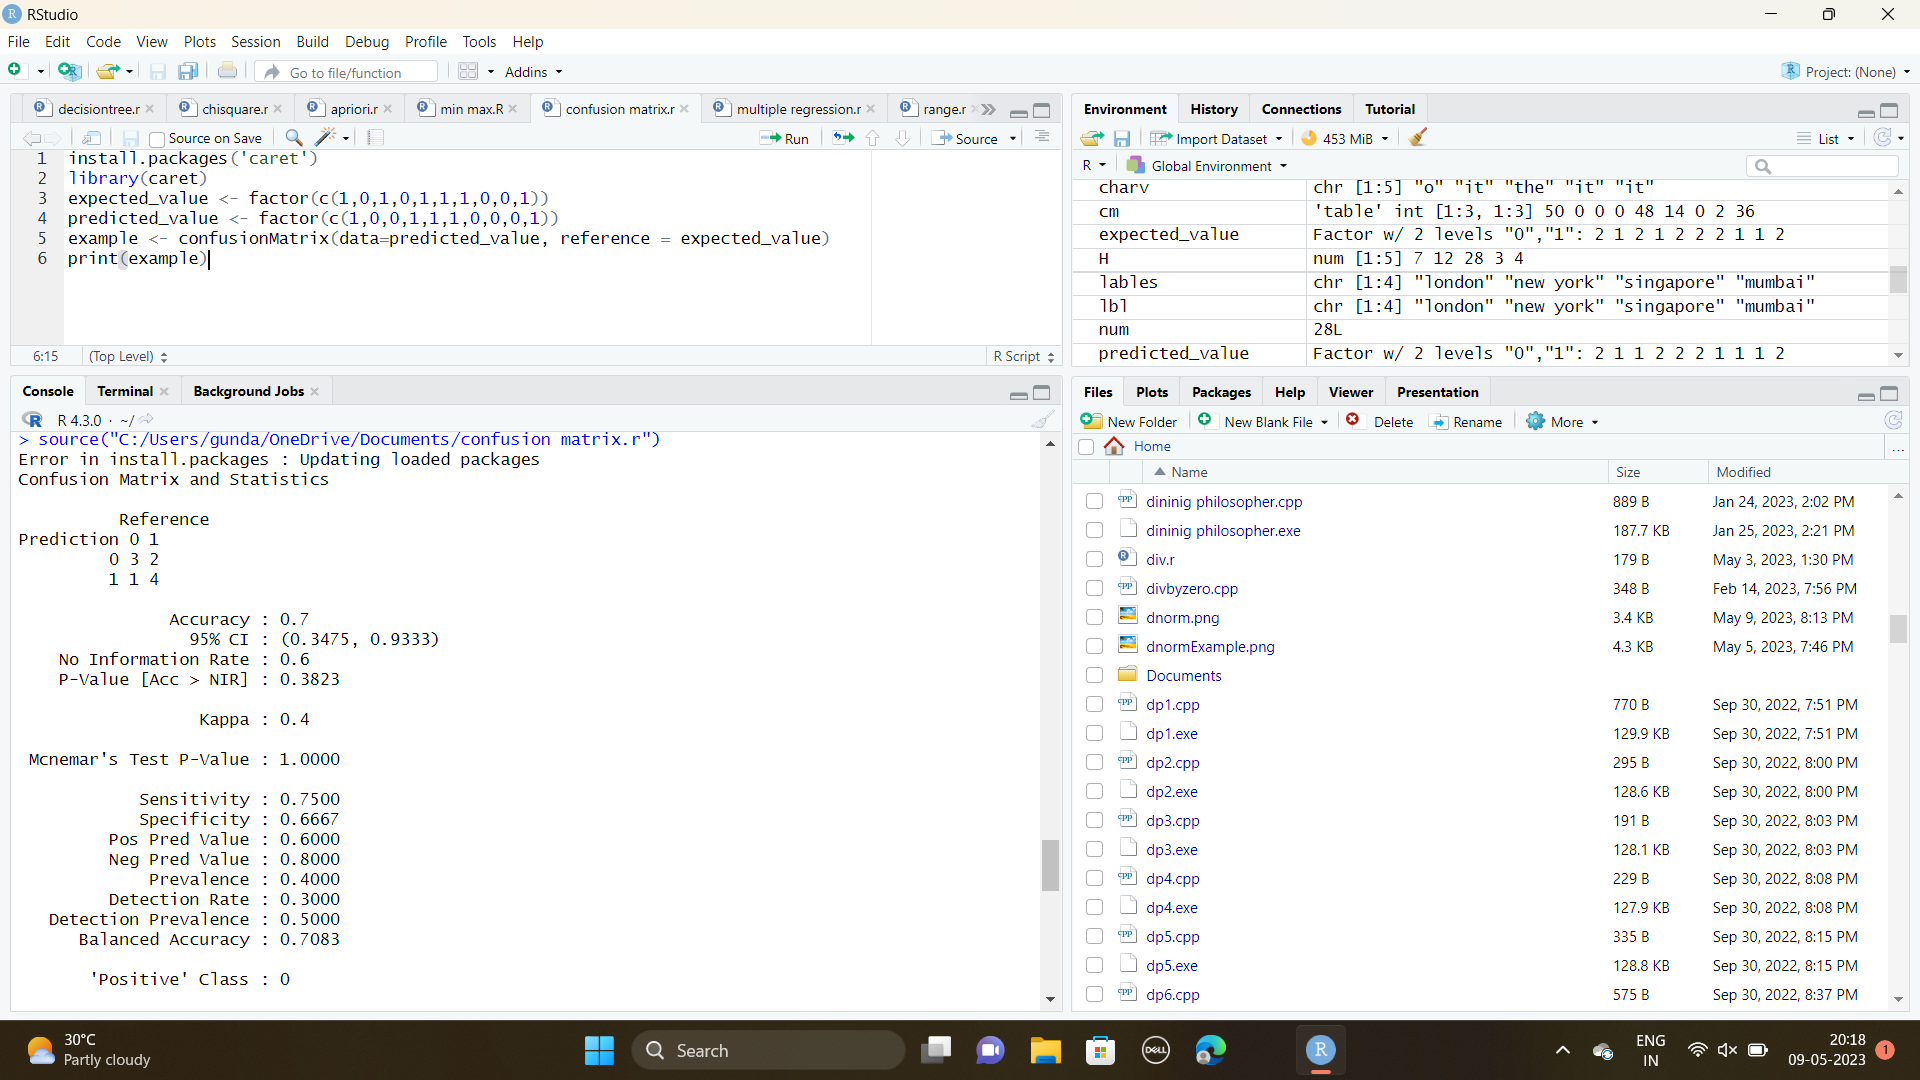 RStudio
File Edit Code View Plots Session Build Debug Profile Tools Help
Go to file/function Addins Project: (None)
decisiontree.r chisquare.r apriori.r min max.R confusion matrix.r multiple regression.r range.r
Source on Save Run Source
1 install.packages('caret')
2 library(caret)
3 expected_value <- factor(c(1,0,1,0,1,1,1,0,0,1))
4 predicted_value <- factor(c(1,0,0,1,1,1,0,0,0,1))
5 example <- confusionMatrix(data=predicted_value, reference = expected_value)
6 print(example)
6:15 (Top Level) R Script
Console Terminal Background Jobs
R 4.3.0 · ~/
> source("C:/Users/gunda/OneDrive/Documents/confusion matrix.r")
Error in install.packages : Updating loaded packages
Confusion Matrix and Statistics
Reference
Prediction 0 1
0 3 2
1 1 4
Accuracy : 0.7
95% CI : (0.3475, 0.9333)
No Information Rate : 0.6
P-Value [Acc > NIR] : 0.3823
Kappa : 0.4
Mcnemar's Test P-Value : 1.0000
Sensitivity : 0.7500
Specificity : 0.6667
Pos Pred Value : 0.6000
Neg Pred Value : 0.8000
Prevalence : 0.4000
Detection Rate : 0.3000
Detection Prevalence : 0.5000
Balanced Accuracy : 0.7083
'Positive' Class : 0
Environment History Connections Tutorial
Import Dataset 453 MiB List
R Global Environment
charv chr [1:5] "o" "it" "the" "it" "it"
cm 'table' int [1:3, 1:3] 50 0 0 0 48 14 0 2 36
expected_value Factor w/ 2 levels "0","1": 2 1 2 1 2 2 2 1 1 2
H num [1:5] 7 12 28 3 4
lables chr [1:4] "london" "new york" "singapore" "mumbai"
lbl chr [1:4] "london" "new york" "singapore" "mumbai"
num 28L
predicted_value Factor w/ 2 levels "0","1": 2 1 1 2 2 2 1 1 1 2
Files Plots Packages Help Viewer Presentation
New Folder New Blank File Delete Rename More
Home ...
Name Size Modified
dininig philosopher.cpp 889 B Jan 24, 2023, 2:02 PM
dininig philosopher.exe 187.7 KB Jan 25, 2023, 2:21 PM
div.r 179 B May 3, 2023, 1:30 PM
divbyzero.cpp 348 B Feb 14, 2023, 7:56 PM
dnorm.png 3.4 KB May 9, 2023, 8:13 PM
dnormExample.png 4.3 KB May 5, 2023, 7:46 PM
Documents
dp1.cpp 770 B Sep 30, 2022, 7:51 PM
dp1.exe 129.9 KB Sep 30, 2022, 7:51 PM
dp2.cpp 295 B Sep 30, 2022, 8:00 PM
dp2.exe 128.6 KB Sep 30, 2022, 8:00 PM
dp3.cpp 191 B Sep 30, 2022, 8:03 PM
dp3.exe 128.1 KB Sep 30, 2022, 8:03 PM
dp4.cpp 229 B Sep 30, 2022, 8:08 PM
dp4.exe 127.9 KB Sep 30, 2022, 8:08 PM
dp5.cpp 335 B Sep 30, 2022, 8:15 PM
dp5.exe 128.8 KB Sep 30, 2022, 8:15 PM
dp6.cpp 575 B Sep 30, 2022, 8:37 PM
30°C
Partly cloudy
Search
DELL
R
ENG
IN
20:18
09-05-2023
1